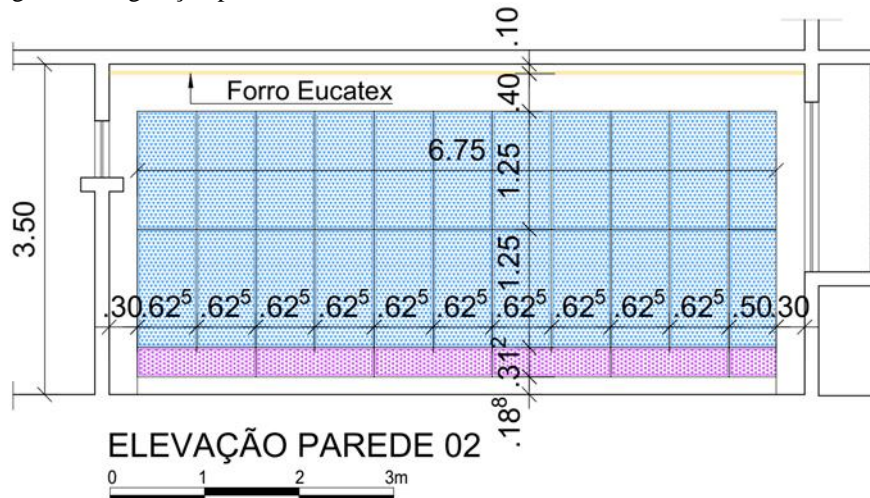 .10
Forro Eucatex
.40
6.75
1.25
3.50
1.25
.30 .62⁵ .62⁵ .62⁵ .62⁵ .62⁵ .62⁵ .62⁵ .62⁵ .62⁵ .62⁵ .50 .30
.31²
.18⁸
ELEVAÇÃO PAREDE 02
0 1 2 3m